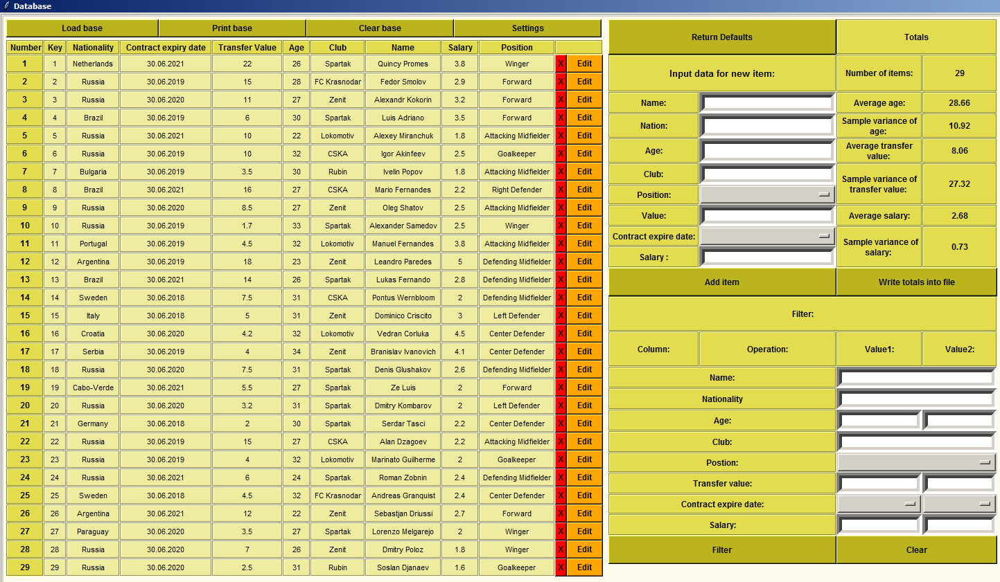 Database
Load base Print base Clear base Settings
Number Key Nationality Contract expiry date Transfer Value Age Club Name Salary Position
1 1 Netherlands 30.06.2021 22 26 Spartak Quincy Promes 3.8 Winger X Edit
2 2 Russia 30.06.2019 15 28 FC Krasnodar Fedor Smolov 2.9 Forward X Edit
3 3 Russia 30.06.2020 11 27 Zenit Alexandr Kokorin 3.2 Forward X Edit
4 4 Brazil 30.06.2019 6 30 Spartak Luis Adriano 3.5 Forward X Edit
5 5 Russia 30.06.2021 10 22 Lokomotiv Alexey Miranchuk 1.8 Attacking Midfielder X Edit
6 6 Russia 30.06.2019 10 32 CSKA Igor Akinfeev 2.5 Goalkeeper X Edit
7 7 Bulgaria 30.06.2019 3.5 30 Rubin Ivelin Popov 1.8 Attacking Midfielder X Edit
8 8 Brazil 30.06.2021 16 27 CSKA Mario Fernandes 2.2 Right Defender X Edit
9 9 Russia 30.06.2020 8.5 27 Zenit Oleg Shatov 2.5 Attacking Midfielder X Edit
10 10 Russia 30.06.2019 1.7 33 Spartak Alexander Samedov 2.5 Winger X Edit
11 11 Portugal 30.06.2019 4.5 32 Lokomotiv Manuel Fernandes 3.8 Attacking Midfielder X Edit
12 12 Argentina 30.06.2019 18 23 Zenit Leandro Paredes 5 Defending Midfielder X Edit
13 13 Brazil 30.06.2021 14 26 Spartak Lukas Fernando 2.8 Defending Midfielder X Edit
14 14 Sweden 30.06.2018 7.5 31 CSKA Pontus Wernbloom 2 Defending Midfielder X Edit
15 15 Italy 30.06.2018 5 31 Zenit Dominico Criscito 3 Left Defender X Edit
16 16 Croatia 30.06.2020 4.2 32 Lokomotiv Vedran Corluka 4.5 Center Defender X Edit
17 17 Serbia 30.06.2019 4 34 Zenit Branislav Ivanovich 4.1 Center Defender X Edit
18 18 Russia 30.06.2020 7.5 31 Spartak Denis Glushakov 2.6 Defending Midfielder X Edit
19 19 Cabo-Verde 30.06.2021 5.5 27 Spartak Ze Luis 2 Forward X Edit
20 20 Russia 30.06.2020 3.2 31 Spartak Dmitry Kombarov 2 Left Defender X Edit
21 21 Germany 30.06.2018 2 30 Spartak Serdar Tasci 2.2 Center Defender X Edit
22 22 Russia 30.06.2019 15 27 CSKA Alan Dzagoev 2.2 Attacking Midfielder X Edit
23 23 Russia 30.06.2019 4 32 Lokomotiv Marinato Guilherme 2 Goalkeeper X Edit
24 24 Russia 30.06.2021 6 24 Spartak Roman Zobnin 2.4 Defending Midfielder X Edit
25 25 Sweden 30.06.2018 4.5 32 FC Krasnodar Andreas Granquist 2.4 Center Defender X Edit
26 26 Argentina 30.06.2021 12 22 Zenit Sebastjan Driussi 2.7 Forward X Edit
27 27 Paraguay 30.06.2020 3.5 27 Spartak Lorenzo Melgarejo 2 Winger X Edit
28 28 Russia 30.06.2020 7 26 Zenit Dmitry Poloz 1.8 Winger X Edit
29 29 Russia 30.06.2020 2.5 31 Rubin Soslan Djanaev 1.6 Goalkeeper X Edit
Return Defaults Totals
Input data for new item: Number of items: 29
Name: Average age: 28.66
Nation: Sample variance of
age: 10.92
Age: Average transfer
value: 8.06
Club:
Position: Sample variance of
transfer value: 27.32
Value: Average salary: 2.68
Contract expire date:
Salary : Sample variance of
salary: 0.73
Add item Write totals into file
Filter:
Column: Operation: Value1: Value2:
Name:
Nationality
Age:
Club:
Postion:
Transfer value:
Contract expire date:
Salary:
Filter Clear